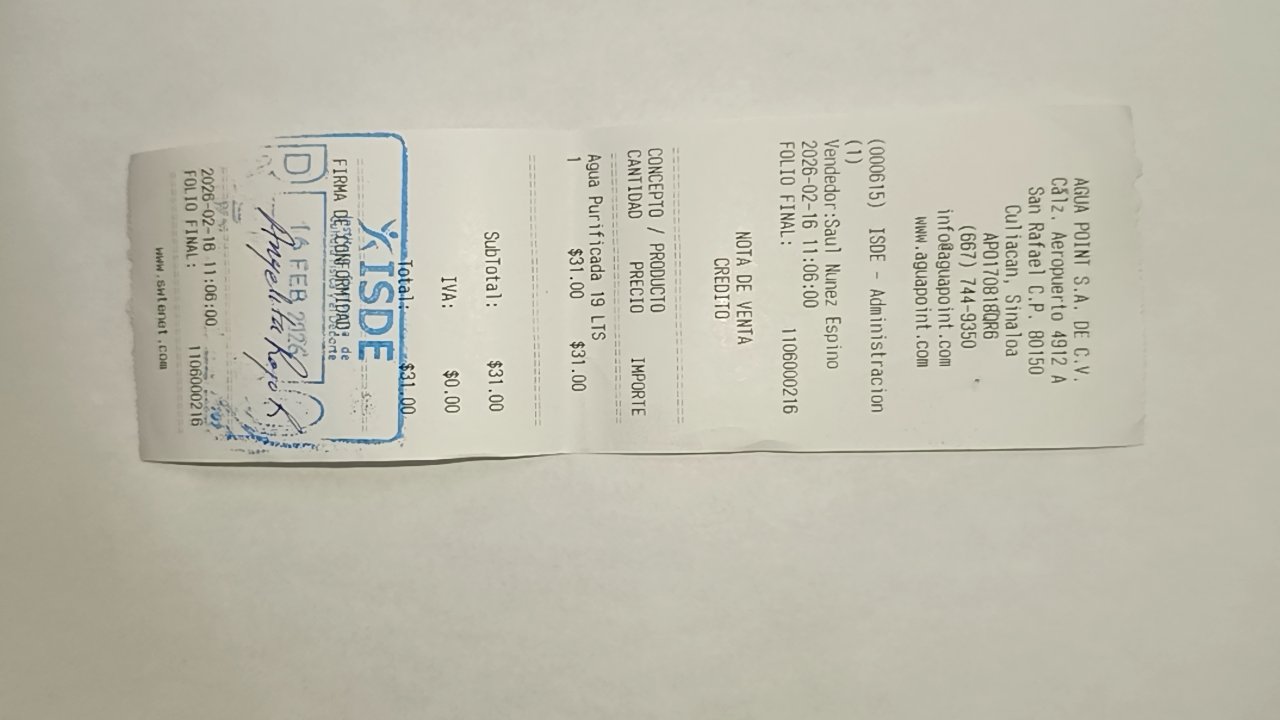 AGUA POINT S.A. DE C.V.
Calz. Aeropuerto 4912 A
San Rafael C.P. 80150
Culiacan, Sinaloa
APO170818QR6
(667) 744-9350
info@aguapoint.com
www.aguapoint.com
(000615) ISDE - Administracion
(1)
Vendedor:Saul Nunez Espino
2026-02-16 11:06:00
FOLIO FINAL: 1106000216
NOTA DE VENTA
CREDITO
CONCEPTO / PRODUCTO
CANTIDAD PRECIO IMPORTE
Agua Purificada 19 LTS
1 $31.00 $31.00
SubTotal: $31.00
IVA: $0.00
Total: $31.00
ISDE
FIRMA DE CONFORMIDAD
16 FEB 2026
Angelita Rojo
2026-02-16 11:06:00
FOLIO FINAL: 1106000216
www.swtenet.com